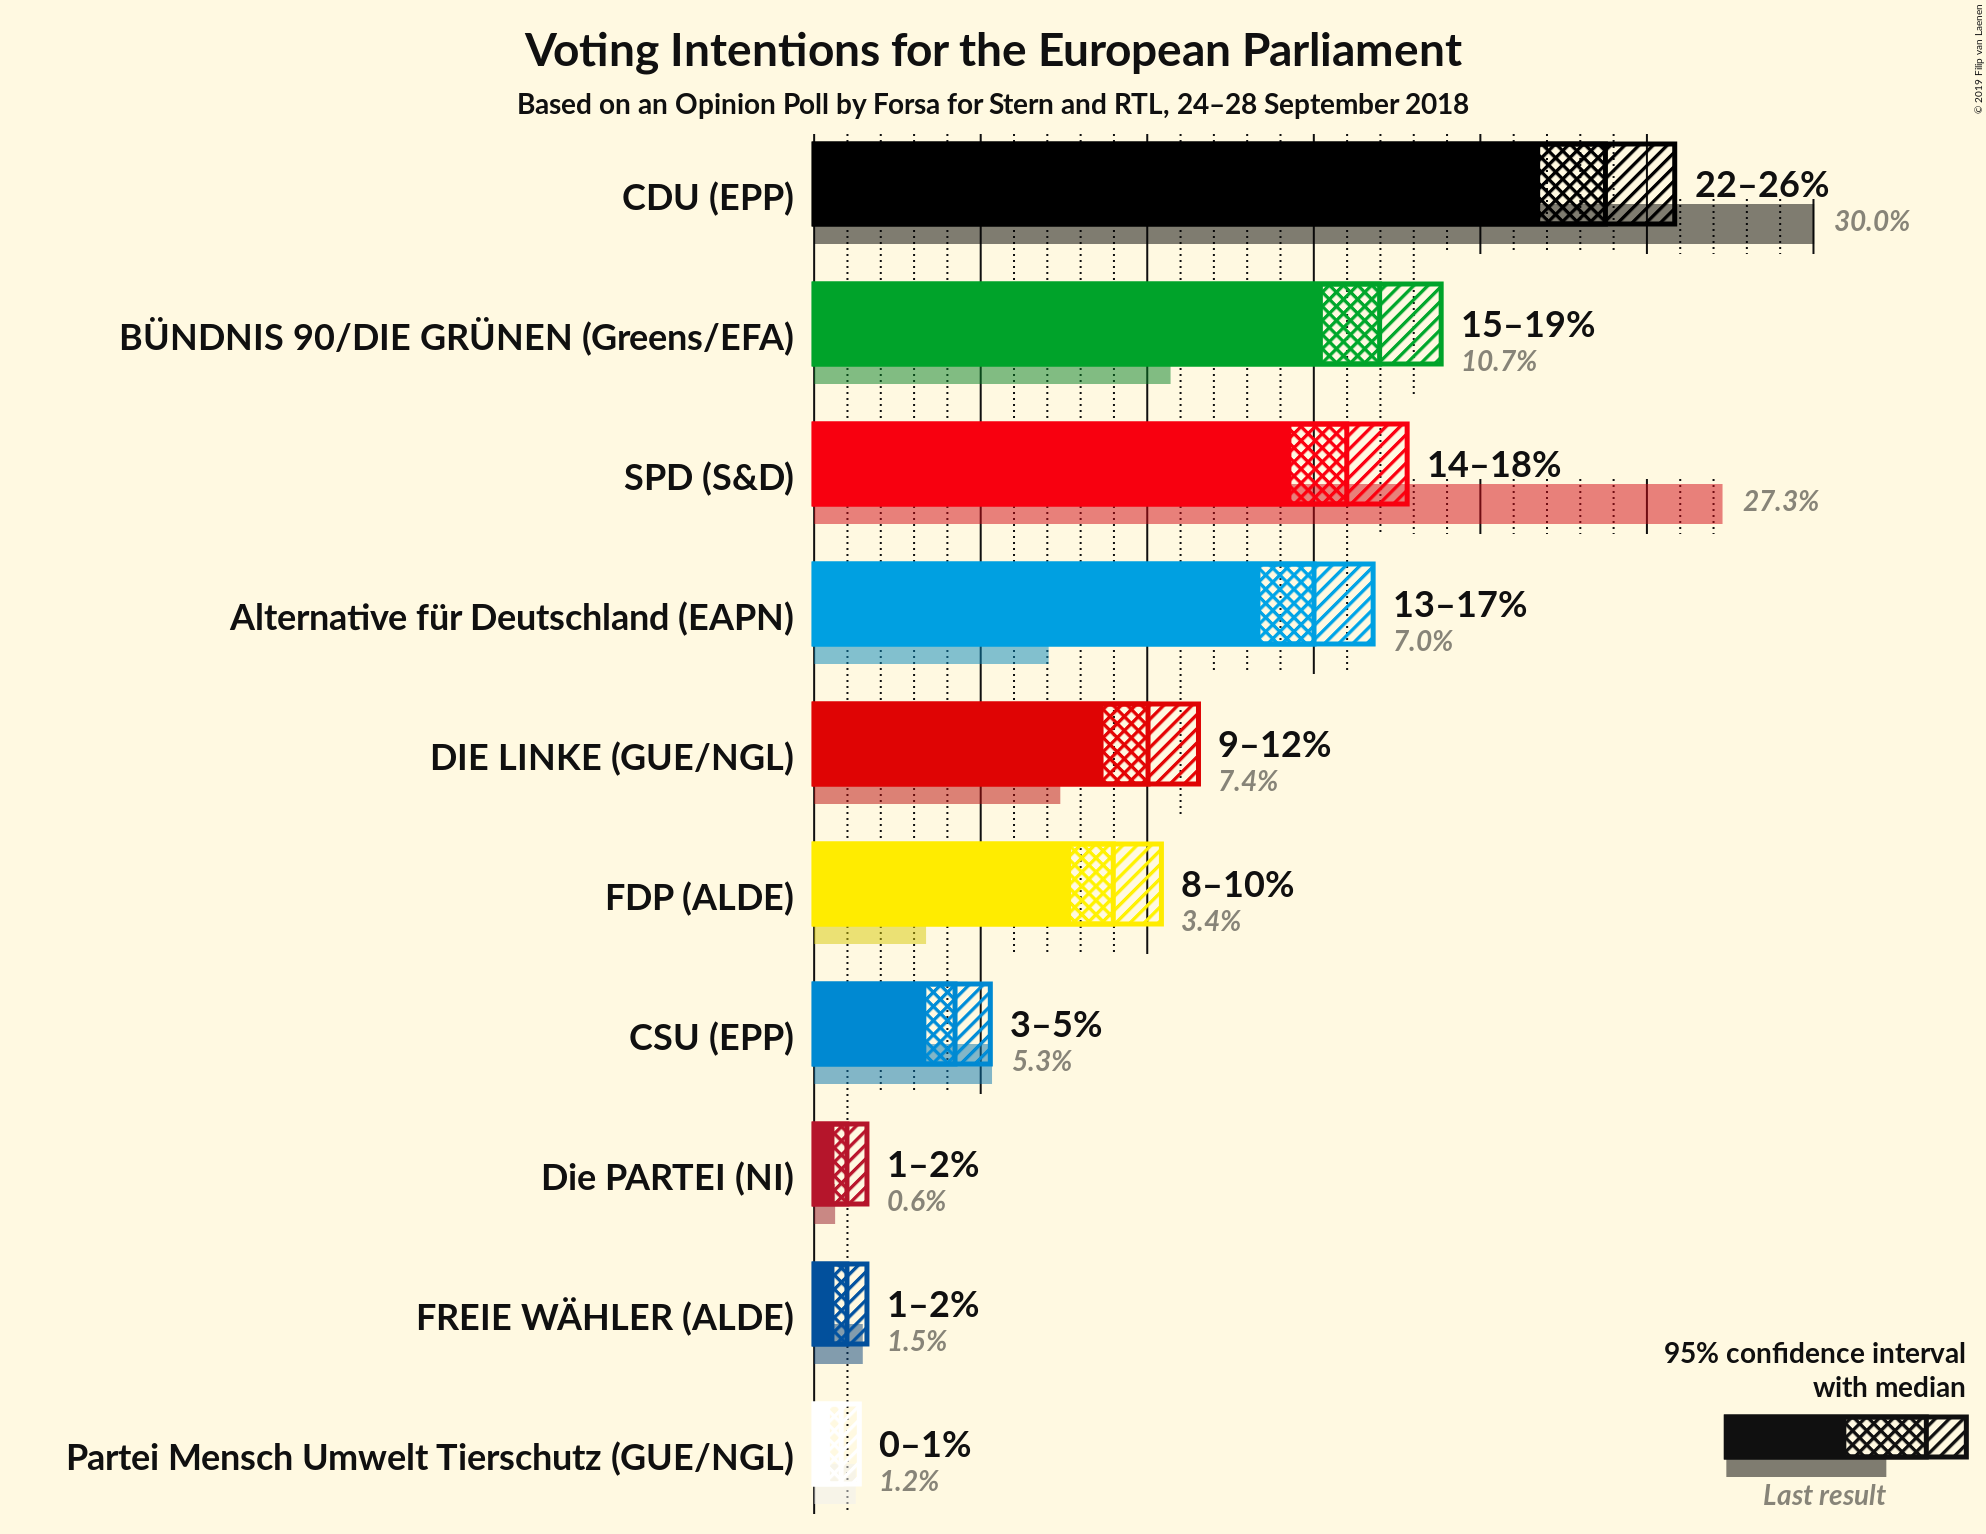 Voting Intentions for the European Parliament
Based on an Opinion Poll by Forsa for Stern and RTL, 24–28 September 2018
© 2019 Filip van Laenen
CDU (EPP)
22–26%
30.0%
BÜNDNIS 90/DIE GRÜNEN (Greens/EFA)
15–19%
10.7%
SPD (S&D)
14–18%
27.3%
Alternative für Deutschland (EAPN)
13–17%
7.0%
DIE LINKE (GUE/NGL)
9–12%
7.4%
FDP (ALDE)
8–10%
3.4%
CSU (EPP)
3–5%
5.3%
Die PARTEI (NI)
1–2%
0.6%
FREIE WÄHLER (ALDE)
1–2%
1.5%
Partei Mensch Umwelt Tierschutz (GUE/NGL)
0–1%
1.2%
95% confidence interval
with median
Last result